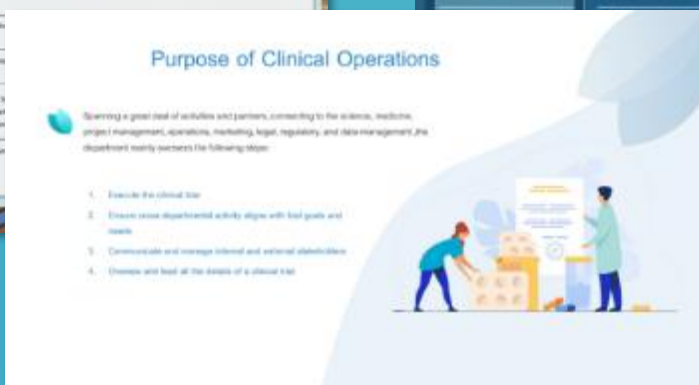 Purpose of Clinical Operations
Spanning a great deal of activities and partners, connecting to the science, medicine,
project management, operations, marketing, legal, regulatory, and data management ,the
department mainly oversees the following steps:
1. Execute the clinical trial
2. Ensure cross departmental activity aligns with trial goals and
needs
3. Communicate and manage internal and external stakeholders
4. Oversee and lead all the details of a clinical trial